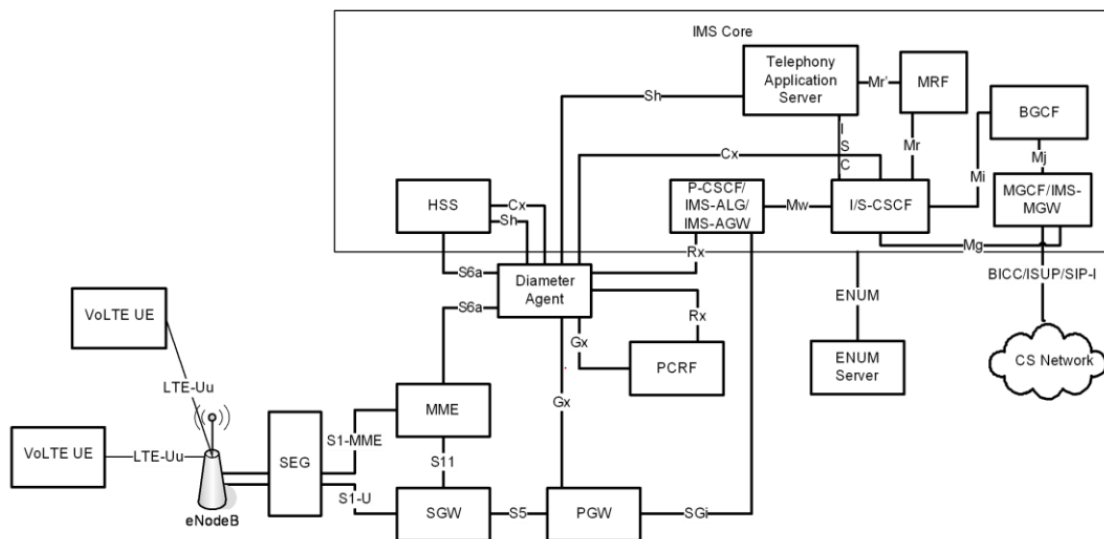 IMS Core
Telephony
Application
Server
Mr'
MRF
Sh
BGCF
I
S
C
Mr
Mi
Mj
Cx
HSS
Cx
Sh
P-CSCF/
IMS-ALG/
IMS-AGW
Mw
I/S-CSCF
MGCF/IMS-
MGW
Rx
Mg
S6a
Diameter
Agent
BICC/ISUP/SIP-I
S6a
ENUM
VoLTE UE
Rx
Gx
PCRF
ENUM
Server
CS Network
LTE-Uu
MME
Gx
S1-MME
VoLTE UE
LTE-Uu
SEG
S11
S1-U
eNodeB
SGW
S5
PGW
SGi